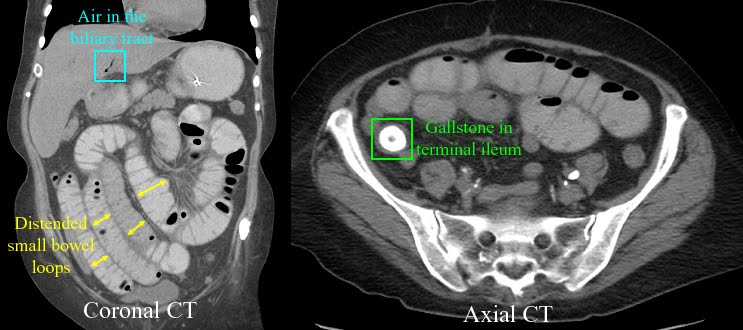 Air in the
biliary tract
Gallstone in
terminal ileum
Distended
small bowel
loops
Coronal CT
Axial CT